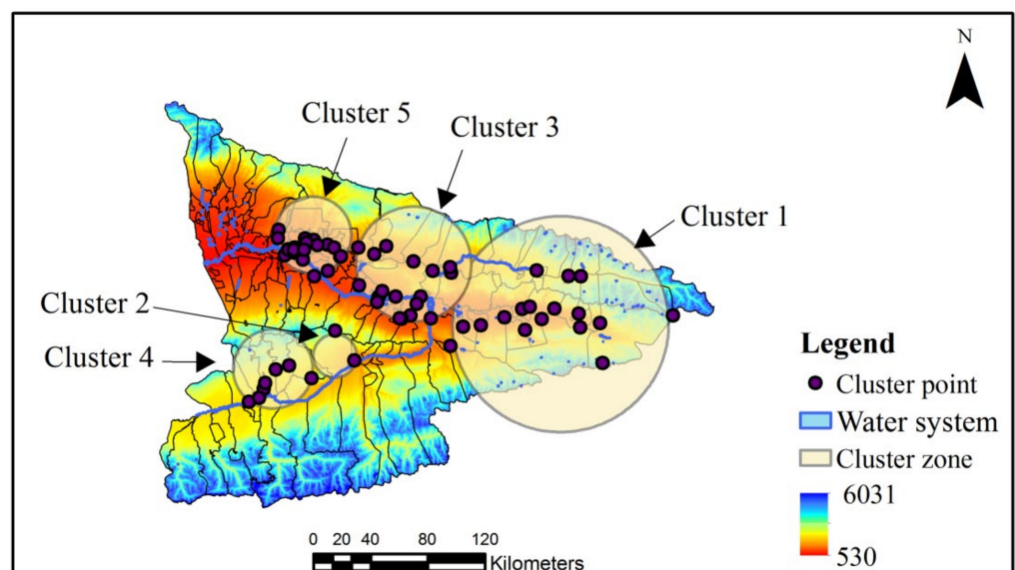 N
Cluster 5
Cluster 3
Cluster 1
Cluster 2
Cluster 4
Legend
Cluster point
Water system
Cluster zone
6031
530
0 20 40 80 120
Kilometers